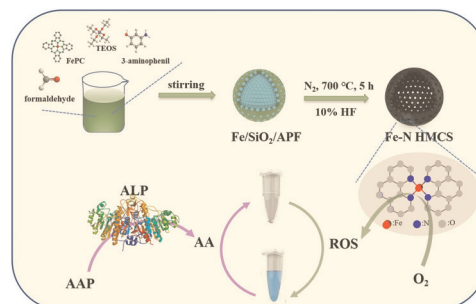 FePC
TEOS
3-aminophenil
formaldehyde
stirring
N₂, 700 °C, 5 h
10% HF
Fe/SiO₂/APF
Fe-N HMCS
ALP
AAP
AA
ROS
O₂
:Fe :N :C